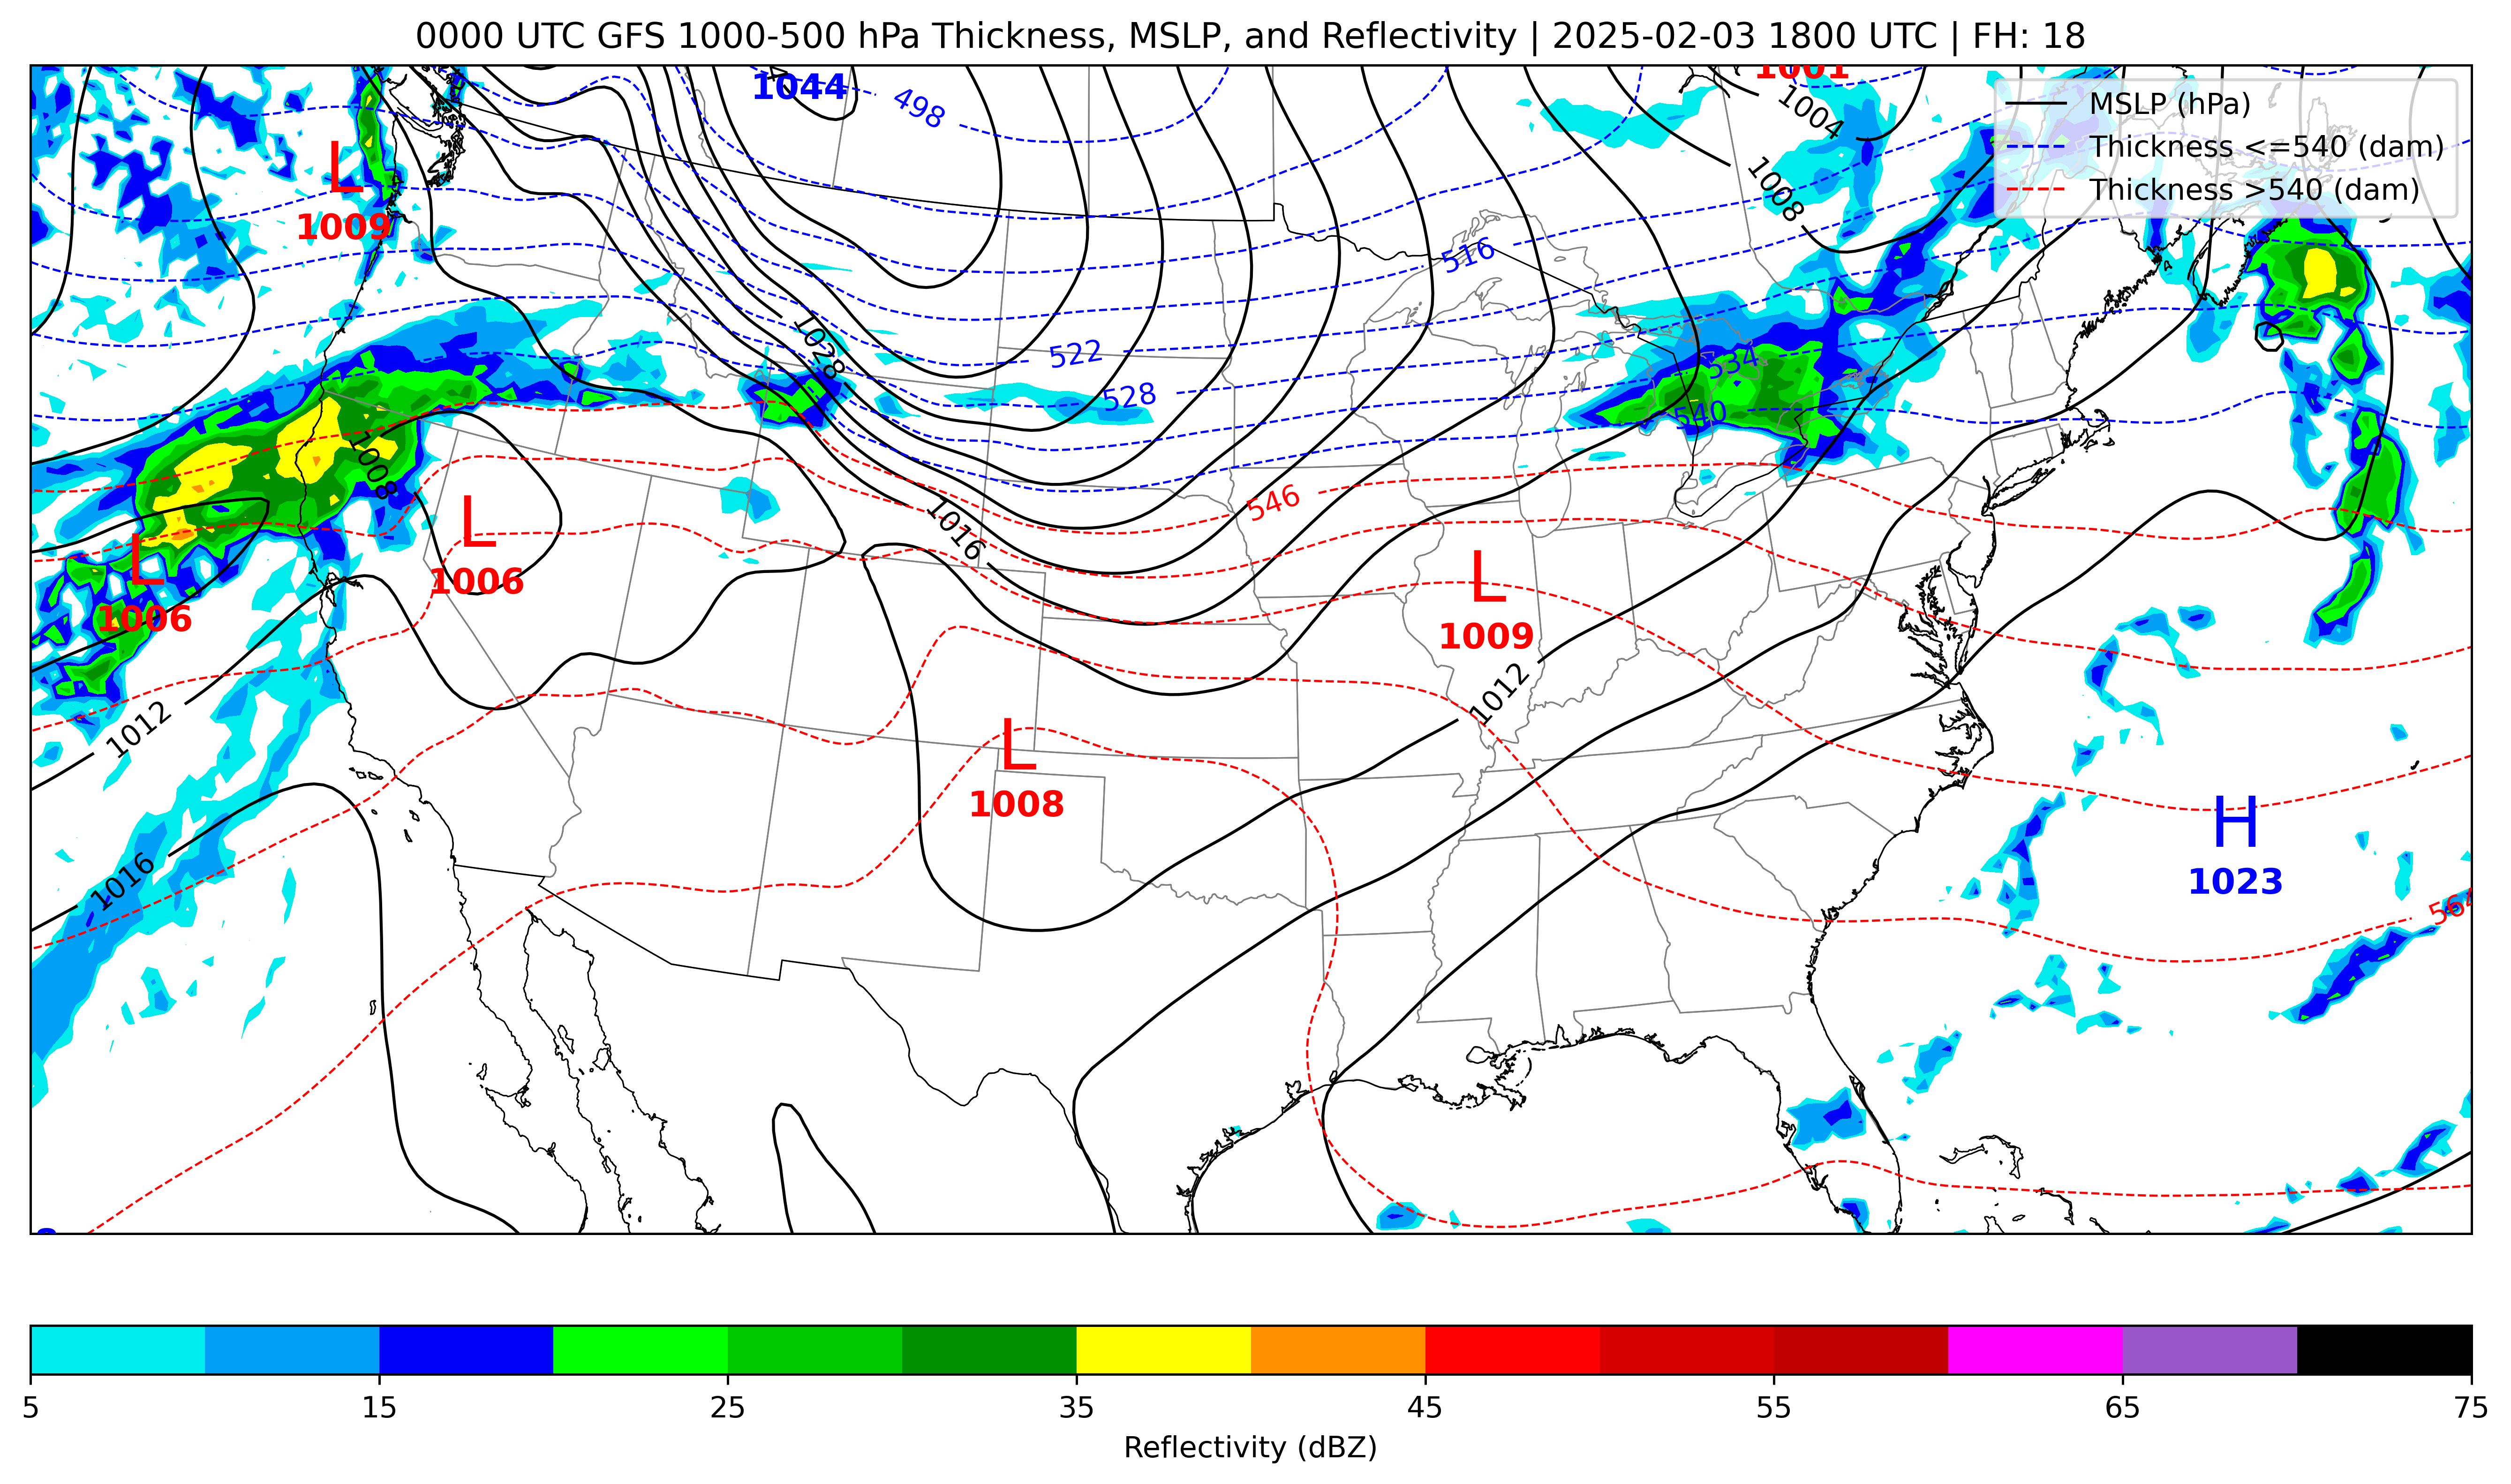 0000 UTC GFS 1000-500 hPa Thickness, MSLP, and Reflectivity | 2025-02-03 1800 UTC | FH: 18
1044
498
1001
1004
MSLP (hPa)
Thickness <=540 (dam)
Thickness >540 (dam)
L
1009
1008
516
1028
522
528
534
540
1008
L
1006
546
1016
L
1006
L
1009
1012
1012
L
1008
H
1023
1016
564
5
15
25
35
45
55
65
75
Reflectivity (dBZ)